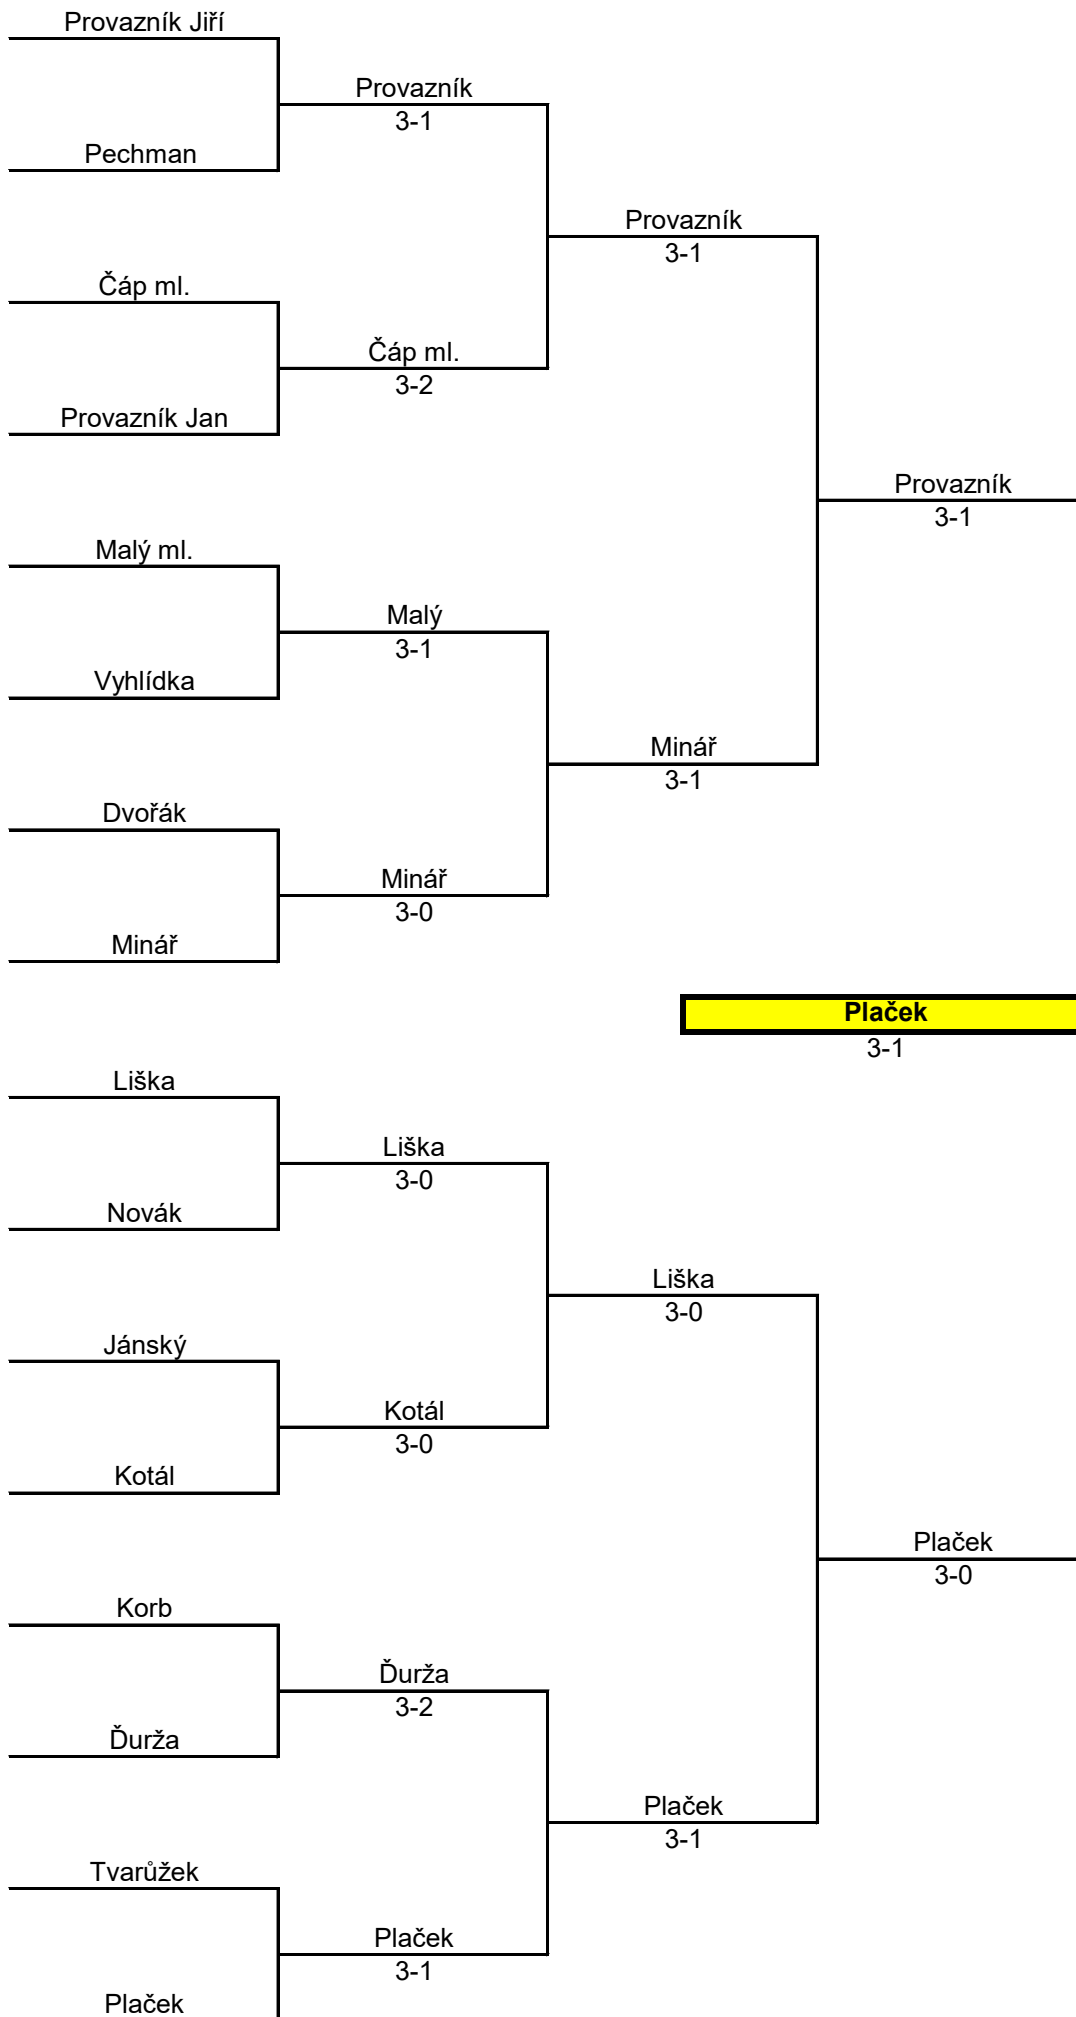 Provazník Jiří
Provazník
3-1
Pechman
Provazník
3-1
Čáp ml.
Čáp ml.
3-2
Provazník Jan
Provazník
3-1
Malý ml.
Malý
3-1
Vyhlídka
Minář
3-1
Dvořák
Minář
3-0
Minář
Plaček
3-1
Liška
Liška
3-0
Novák
Liška
3-0
Jánský
Kotál
3-0
Kotál
Plaček
3-0
Korb
Ďurža
3-2
Ďurža
Plaček
3-1
Tvarůžek
Plaček
3-1
Plaček